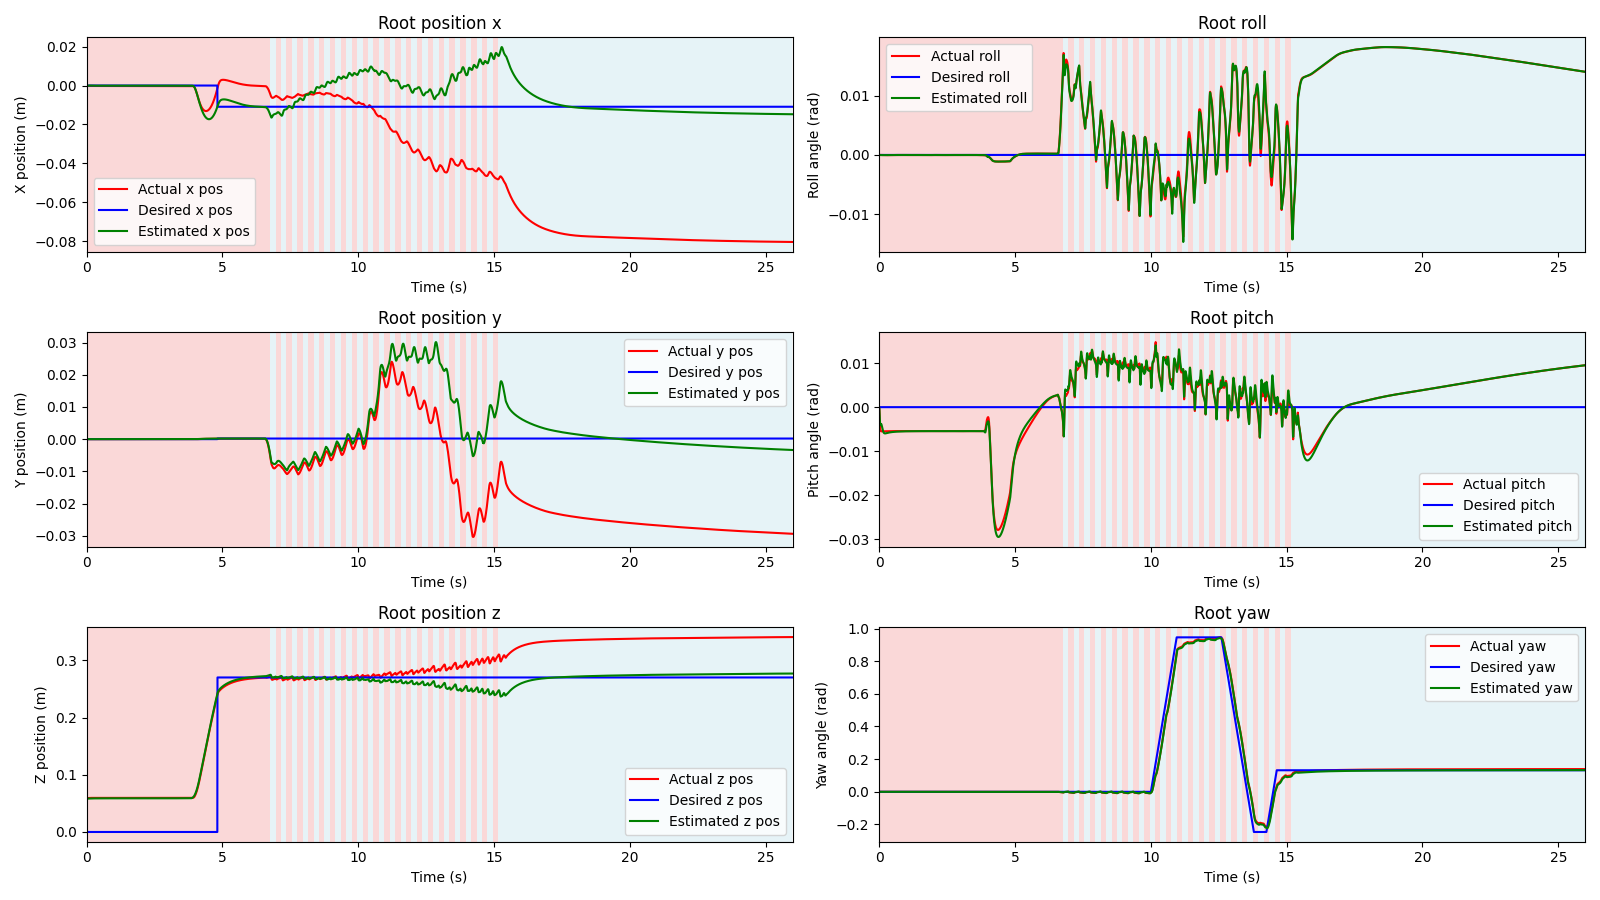 Root position x
X position (m)
0.02
0.00
−0.02
−0.04
−0.06
−0.08
Actual x pos
Desired x pos
Estimated x pos
0 5 10 15 20 25
Time (s)
Root roll
Roll angle (rad)
0.01
0.00
−0.01
Actual roll
Desired roll
Estimated roll
0 5 10 15 20 25
Time (s)
Root position y
Y position (m)
0.03
0.02
0.01
0.00
−0.01
−0.02
−0.03
Actual y pos
Desired y pos
Estimated y pos
0 5 10 15 20 25
Time (s)
Root pitch
Pitch angle (rad)
0.01
0.00
−0.01
−0.02
−0.03
Actual pitch
Desired pitch
Estimated pitch
0 5 10 15 20 25
Time (s)
Root position z
Z position (m)
0.3
0.2
0.1
0.0
Actual z pos
Desired z pos
Estimated z pos
0 5 10 15 20 25
Time (s)
Root yaw
Yaw angle (rad)
1.0
0.8
0.6
0.4
0.2
0.0
−0.2
Actual yaw
Desired yaw
Estimated yaw
0 5 10 15 20 25
Time (s)